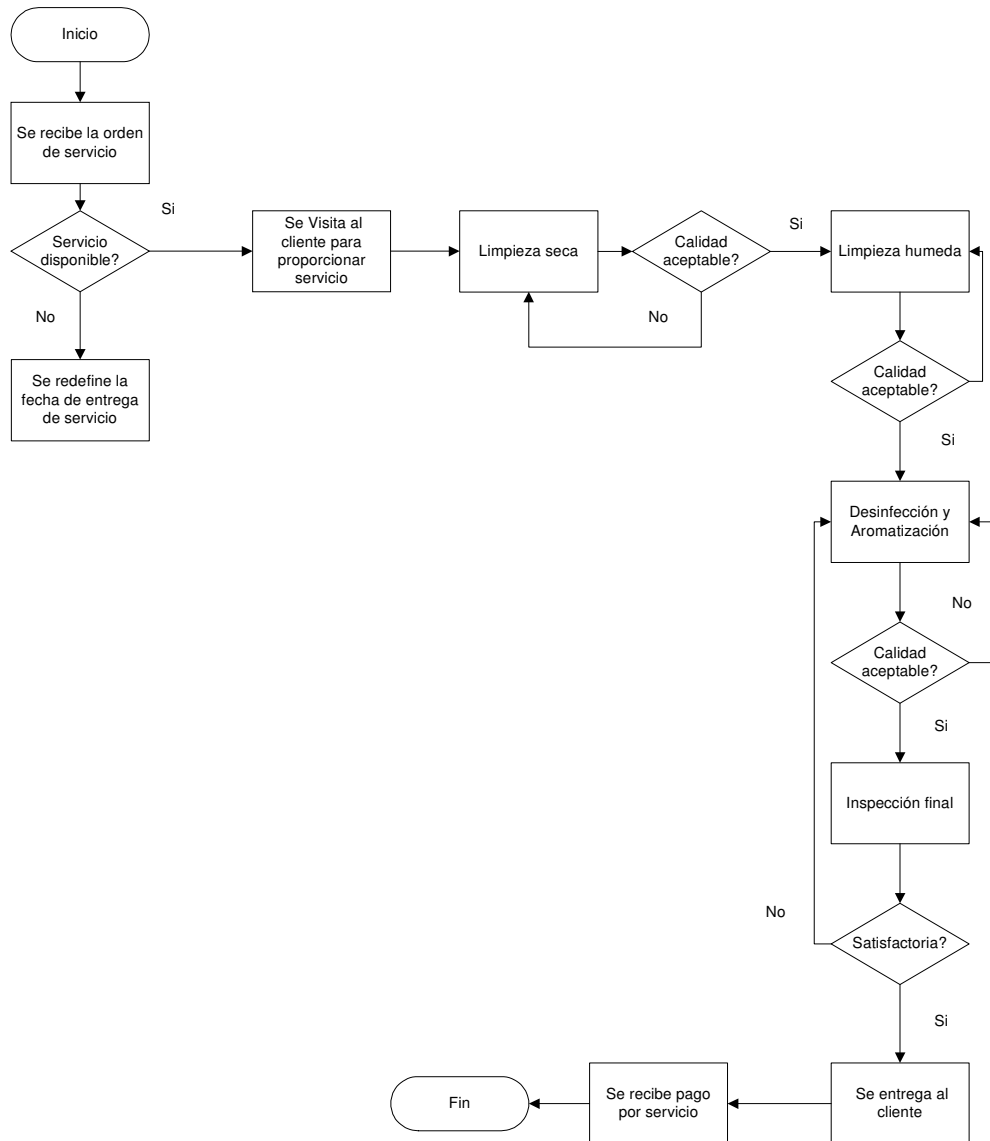 Inicio
Se recibe la orden
de servicio
Servicio
disponible?
Si
No
Se redefine la
fecha de entrega
de servicio
Se Visita al
cliente para
proporcionar
servicio
Limpieza seca
Calidad
aceptable?
No
Si
Limpieza humeda
Calidad
aceptable?
Si
Desinfección y
Aromatización
No
Calidad
aceptable?
Si
Inspección final
No
Satisfactoria?
Si
Se entrega al
cliente
Se recibe pago
por servicio
Fin